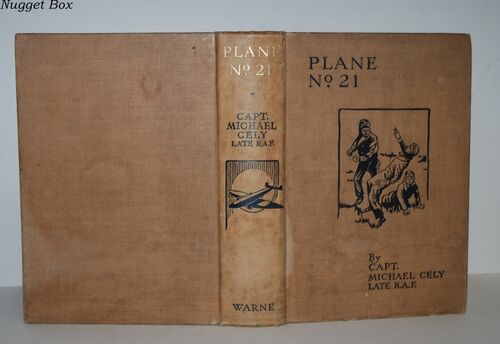 Nugget Box
PLANE
No 21
CAPT.
MICHAEL
CELY
LATE R.A.F.
WARNE
PLANE
No 21
By
CAPT.
MICHAEL CELY
LATE R.A.F.